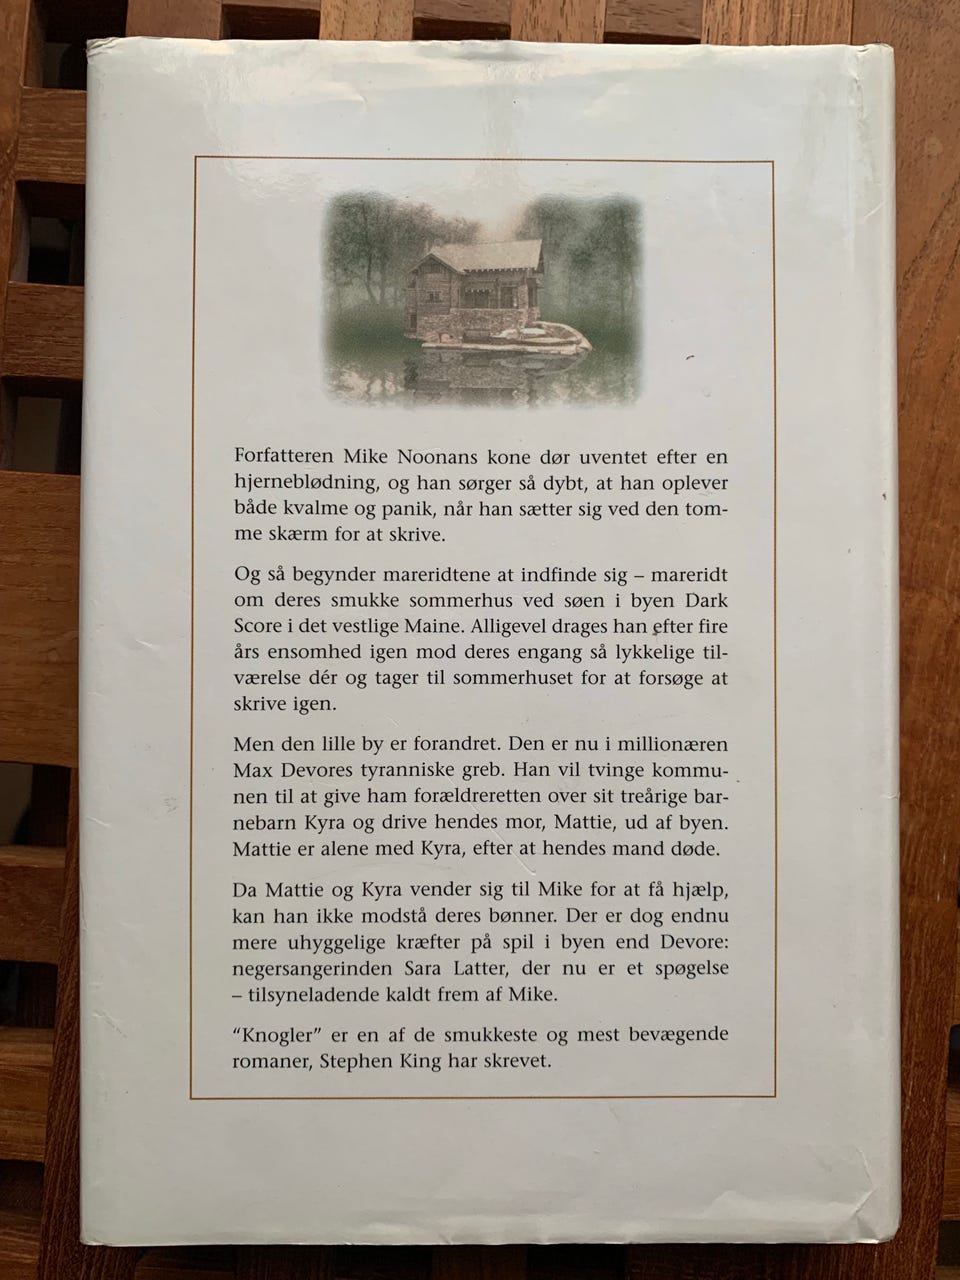 Forfatteren Mike Noonans kone dør uventet efter en
hjerneblødning, og han sørger så dybt, at han oplever
både kvalme og panik, når han sætter sig ved den tom-
me skærm for at skrive.
Og så begynder mareridtene at indfinde sig – mareridt
om deres smukke sommerhus ved søen i byen Dark
Score i det vestlige Maine. Alligevel drages han efter fire
års ensomhed igen mod deres engang så lykkelige til-
værelse dér og tager til sommerhuset for at forsøge at
skrive igen.
Men den lille by er forandret. Den er nu i millionæren
Max Devores tyranniske greb. Han vil tvinge kommu-
nen til at give ham forældreretten over sit treårige bar-
nebarn Kyra og drive hendes mor, Mattie, ud af byen.
Mattie er alene med Kyra, efter at hendes mand døde.
Da Mattie og Kyra vender sig til Mike for at få hjælp,
kan han ikke modstå deres bønner. Der er dog endnu
mere uhyggelige kræfter på spil i byen end Devore:
negersangerinden Sara Latter, der nu er et spøgelse
– tilsyneladende kaldt frem af Mike.
“Knogler” er en af de smukkeste og mest bevægende
romaner, Stephen King har skrevet.